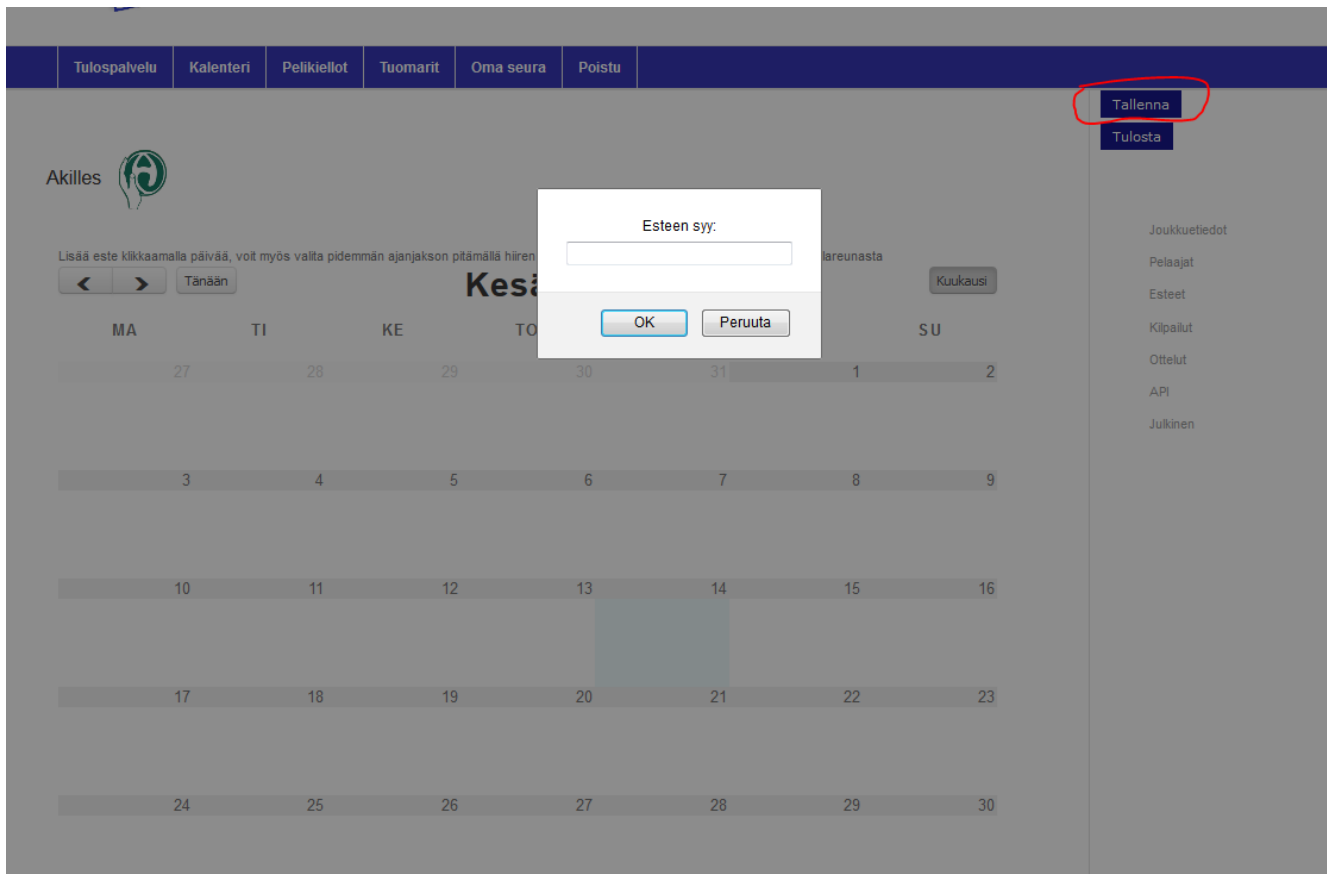 Tulospalvelu Kalenteri Pelikiellot Tuomarit Oma seura Poistu
Tallenna
Tulosta
Akilles
Esteen syy:
OK Peruuta
Lisää este klikkaamalla päivää, voit myös valita pidemmän ajanjakson pitämällä hiiren
Tänään
Kuukausi
MA TI KE SU
27 28 29 30 31 1 2
3 4 5 6 7 8 9
10 11 12 13 14 15 16
17 18 19 20 21 22 23
24 25 26 27 28 29 30
Joukkuetiedot
Pelaajat
Esteet
Kilpailut
Ottelut
API
Julkinen